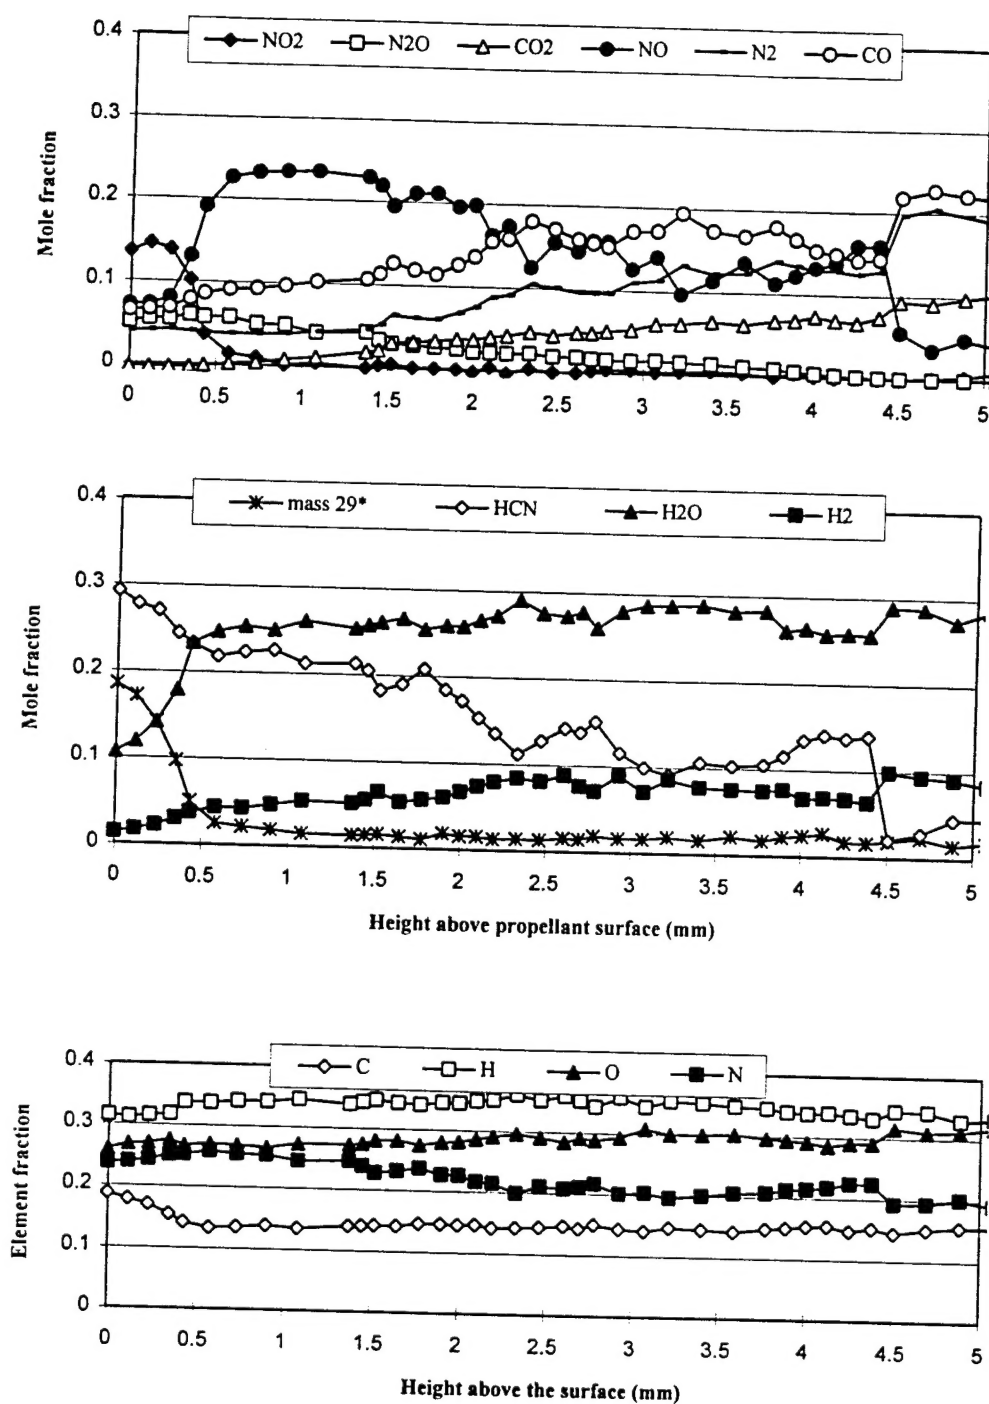 0.4
NO2 N2O CO2 NO N2 CO
0.3
0.2
0.1
0
Mole fraction
0 0.5 1 1.5 2 2.5 3 3.5 4 4.5 5
0.4
mass 29* HCN H2O H2
0.3
0.2
0.1
0
Mole fraction
0 0.5 1 1.5 2 2.5 3 3.5 4 4.5 5
Height above propellant surface (mm)
0.4
C H O N
0.3
0.2
0.1
0
Element fraction
0 0.5 1 1.5 2 2.5 3 3.5 4 4.5 5
Height above the surface (mm)